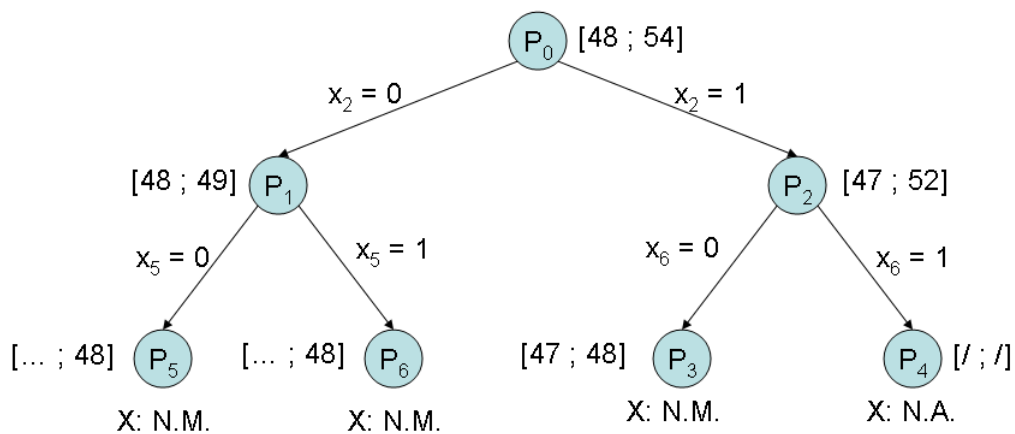 P0 [48 ; 54]
x2 = 0 x2 = 1
[48 ; 49] P1 P2 [47 ; 52]
x5 = 0 x5 = 1 x6 = 0 x6 = 1
[... ; 48] P5 [... ; 48] P6 [47 ; 48] P3 P4 [/ ; /]
X: N.M. X: N.M. X: N.M. X: N.A.